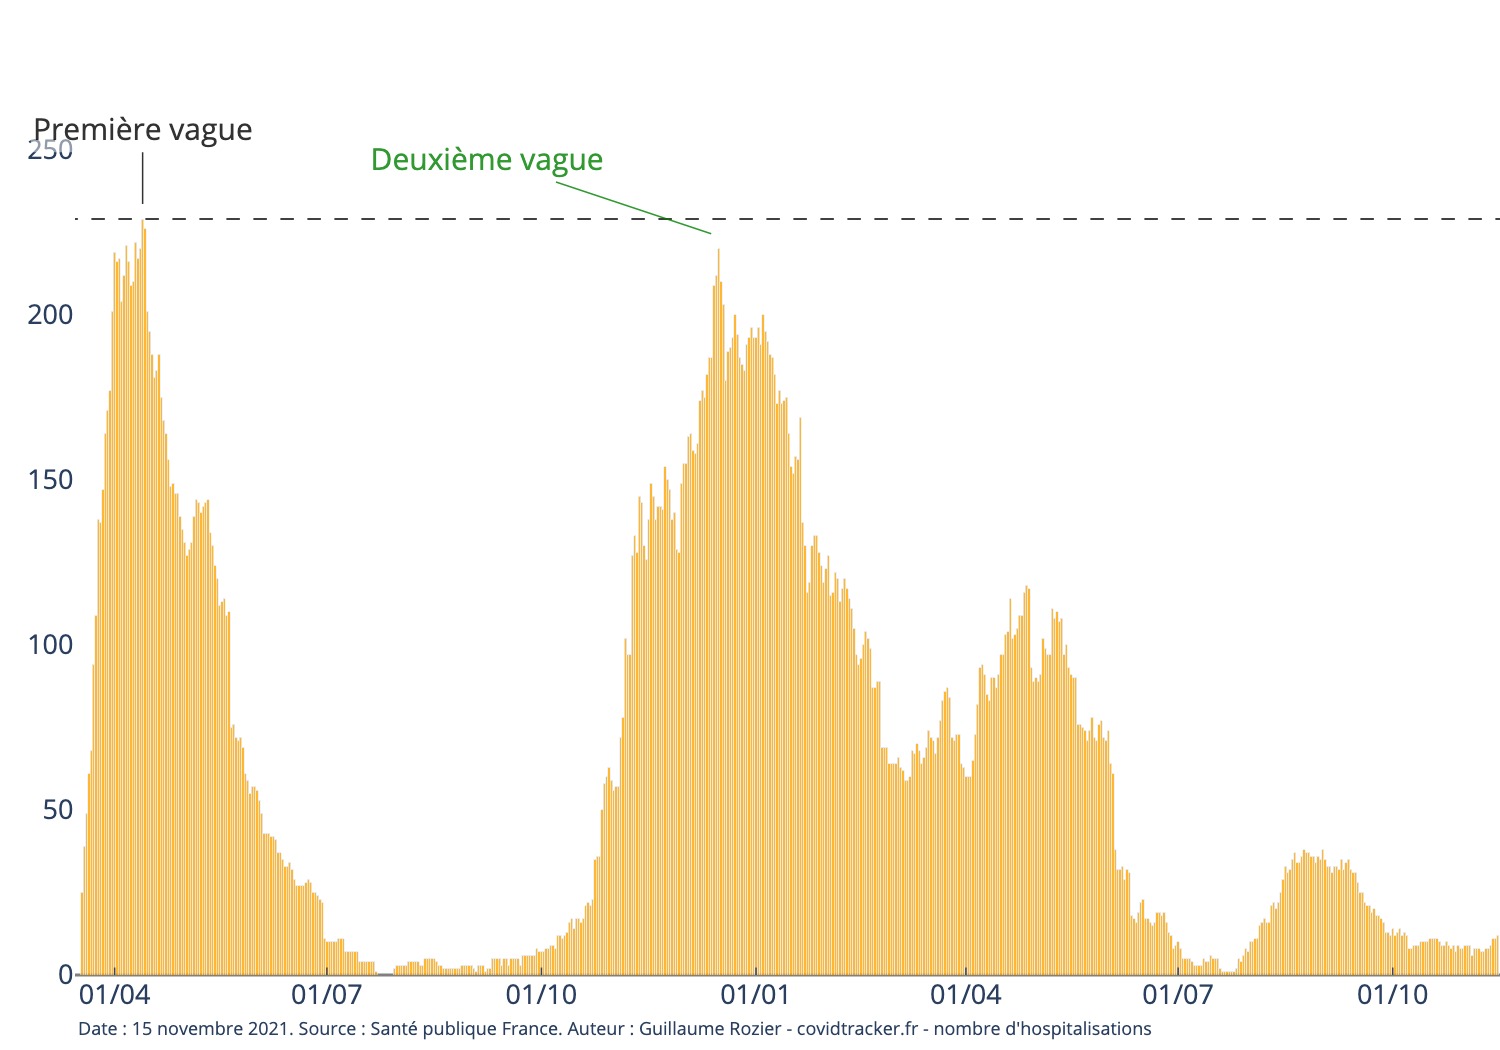 Première vague
250
Deuxième vague
200
150
100
50
0
01/04 01/07 01/10 01/01 01/04 01/07 01/10
Date : 15 novembre 2021. Source : Santé publique France. Auteur : Guillaume Rozier - covidtracker.fr - nombre d'hospitalisations